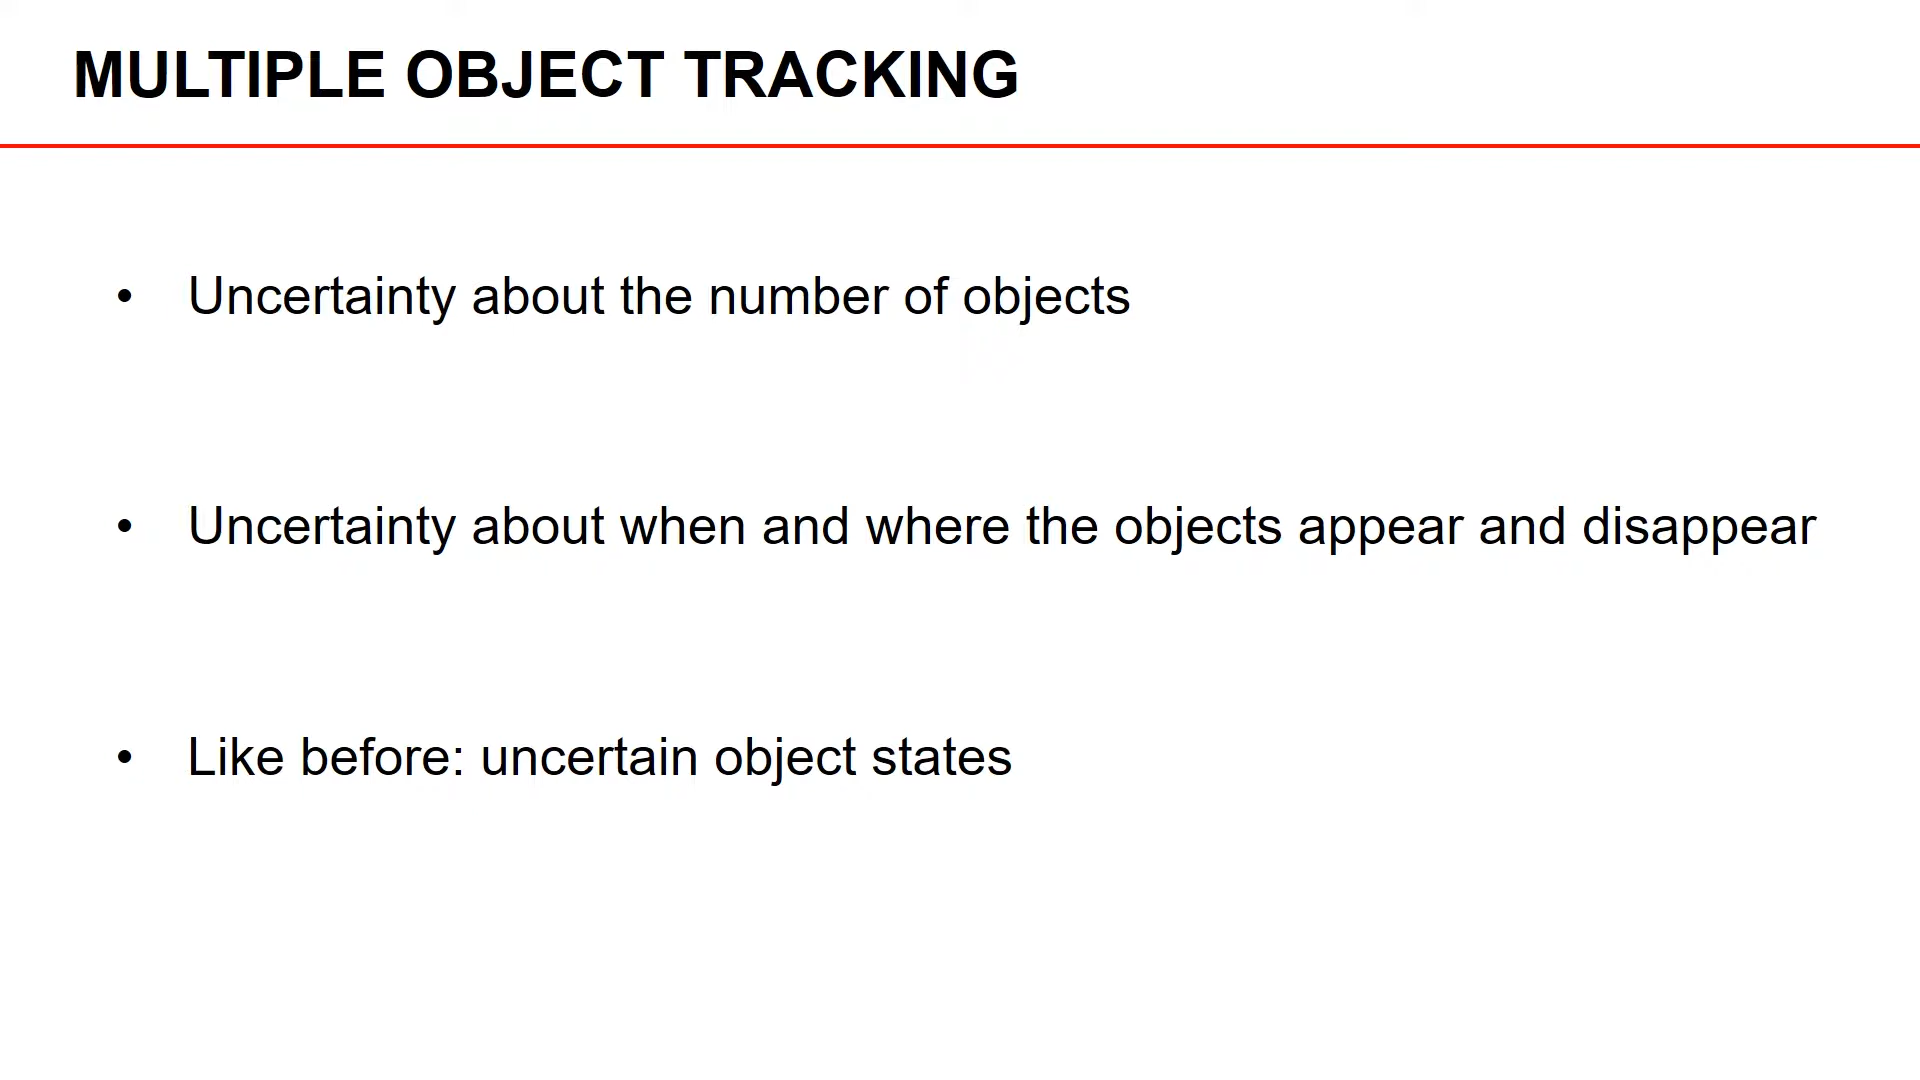 MULTIPLE OBJECT TRACKING
• Uncertainty about the number of objects
• Uncertainty about when and where the objects appear and disappear
• Like before: uncertain object states